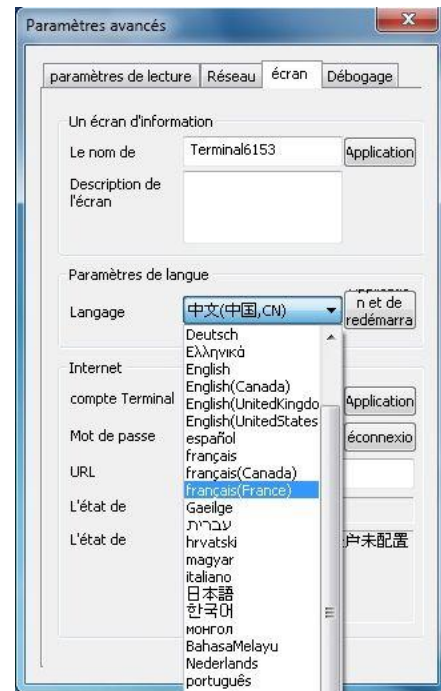 Paramètres avancés
paramètres de lecture
Réseau
écran
Débogage
Un écran d'information
Le nom de
Terminal6153
Application
Description de
l'écran
Paramètres de langue
Langage
中文(中国,CN)
n et de
redémarra
Deutsch
Ελληνικά
English
English(Canada)
English(UnitedKingdo
English(UnitedStates
español
français
français(Canada)
français(France)
Gaeilge
עברית
hrvatski
magyar
italiano
日本語
한국어
монгол
BahasaMelayu
Nederlands
português
Internet
compte Terminal
Application
Mot de passe
éconnexio
URL
L'état de
L'état de
户未配置